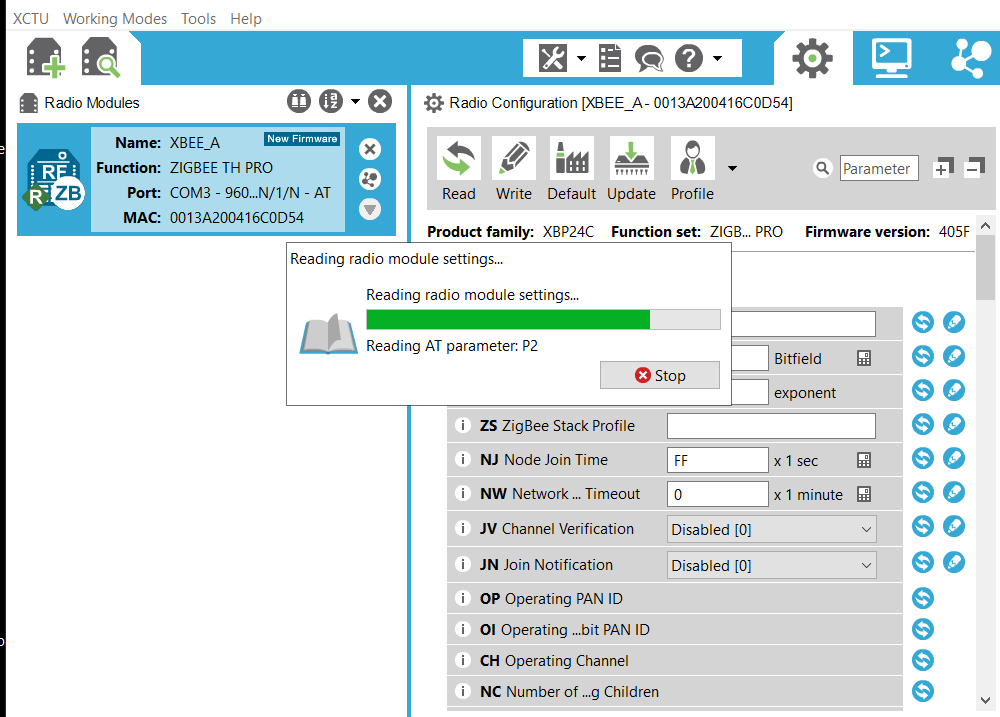 XCTU Working Modes Tools Help
Radio Modules
Radio Configuration [XBEE_A - 0013A200416C0D54]
Name: XBEE_A
New Firmware
Function: ZIGBEE TH PRO
Port: COM3 - 960...N/1/N - AT
MAC: 0013A200416C0D54
RF
R
ZB
Read Write Default Update Profile
Parameter
Product family: XBP24C Function set: ZIGB... PRO Firmware version: 405F
Reading radio module settings...
Reading radio module settings...
Reading AT parameter: P2
Stop
Bitfield
exponent
ZS ZigBee Stack Profile
NJ Node Join Time FF x 1 sec
NW Network ... Timeout 0 x 1 minute
JV Channel Verification Disabled [0]
JN Join Notification Disabled [0]
OP Operating PAN ID
OI Operating ...bit PAN ID
CH Operating Channel
NC Number of ...g Children